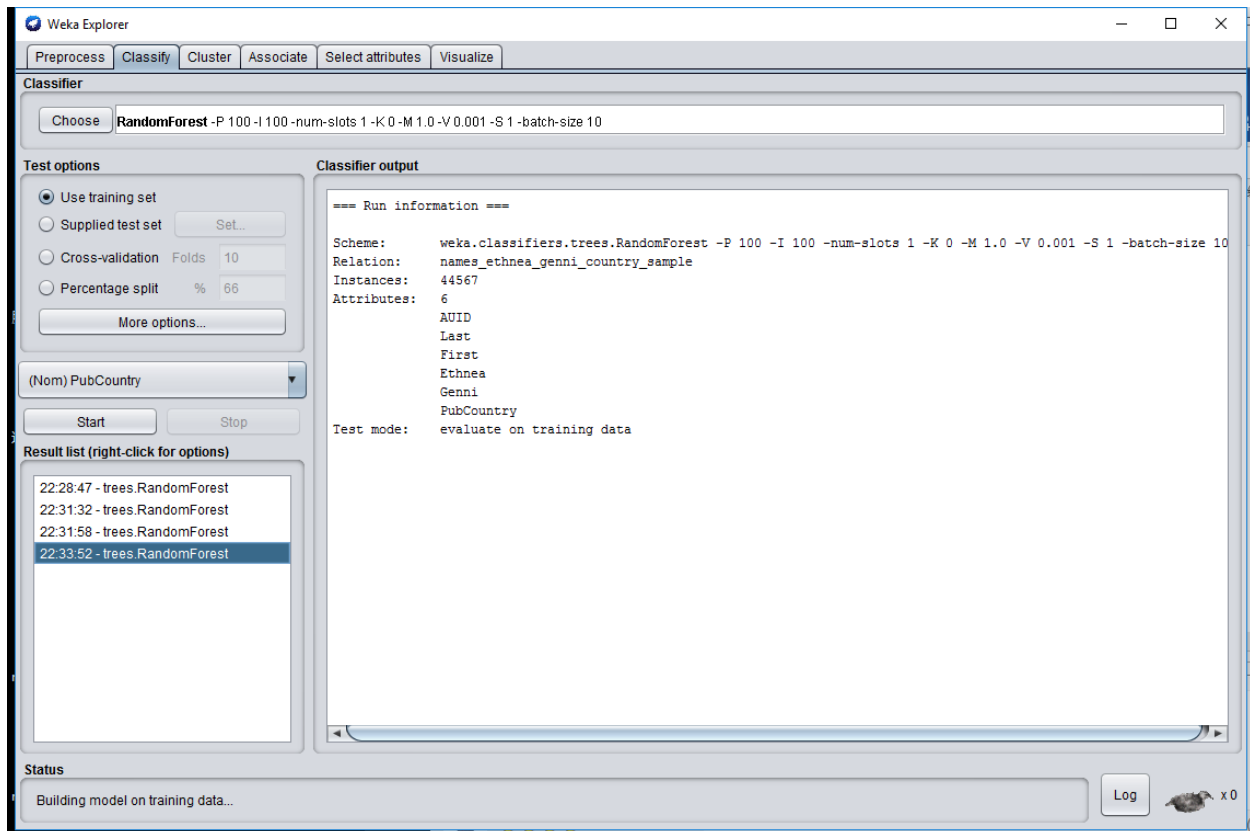 Weka Explorer
Preprocess Classify Cluster Associate Select attributes Visualize
Classifier
Choose RandomForest -P 100 -I 100 -num-slots 1 -K 0 -M 1.0 -V 0.001 -S 1 -batch-size 10
Test options
Use training set
Supplied test set Set...
Cross-validation Folds 10
Percentage split % 66
More options...
(Nom) PubCountry
Start Stop
Result list (right-click for options)
22:28:47 - trees.RandomForest
22:31:32 - trees.RandomForest
22:31:58 - trees.RandomForest
22:33:52 - trees.RandomForest
Classifier output
=== Run information ===
Scheme: weka.classifiers.trees.RandomForest -P 100 -I 100 -num-slots 1 -K 0 -M 1.0 -V 0.001 -S 1 -batch-size 10
Relation: names_ethnea_genni_country_sample
Instances: 44567
Attributes: 6
AUID
Last
First
Ethnea
Genni
PubCountry
Test mode: evaluate on training data
Status
Building model on training data...
Log x 0